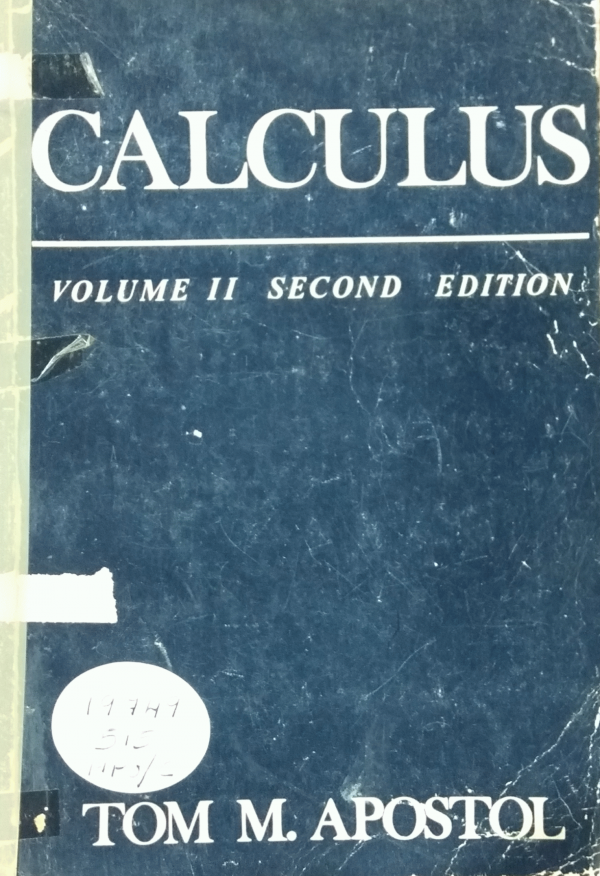 CALCULUS
VOLUME II SECOND EDITION
TOM M. APOSTOL